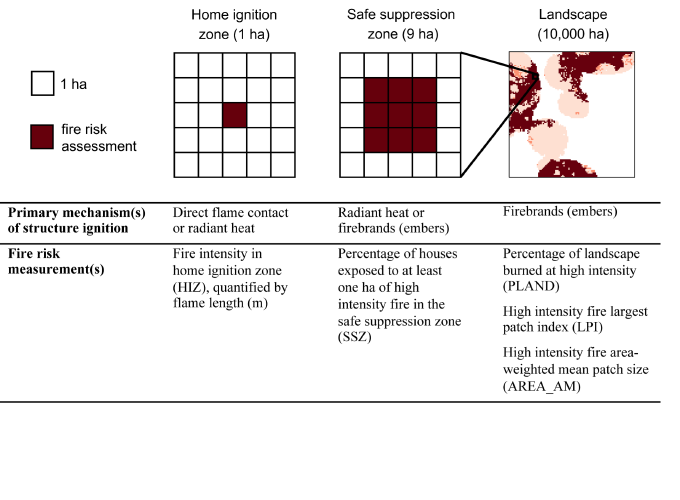 Home ignition
zone (1 ha)
Safe suppression
zone (9 ha)
Landscape
(10,000 ha)
1 ha
fire risk
assessment
Primary mechanism(s)
of structure ignition
Direct flame contact
or radiant heat
Radiant heat or
firebrands (embers)
Firebrands (embers)
Fire risk
measurement(s)
Fire intensity in
home ignition zone
(HIZ), quantified by
flame length (m)
Percentage of houses
exposed to at least
one ha of high
intensity fire in the
safe suppression zone
(SSZ)
Percentage of landscape
burned at high intensity
(PLAND)
High intensity fire largest
patch index (LPI)
High intensity fire area-
weighted mean patch size
(AREA_AM)